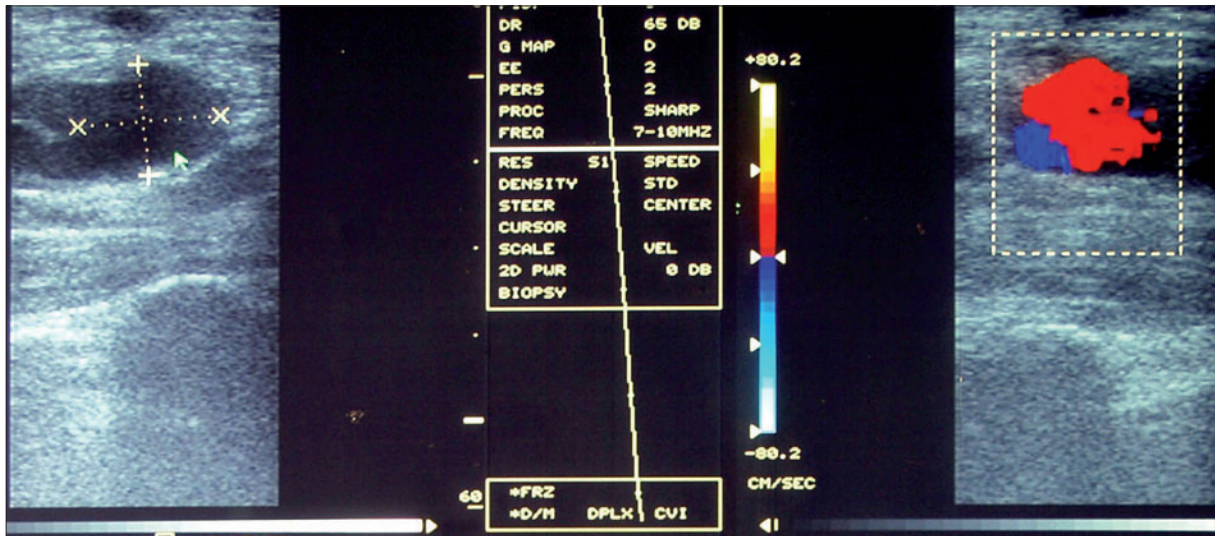 DR 65 DB
G MAP D
EE 2
PERS 2
PROC SHARP
FREQ 7-10MHZ
RES S1 SPEED
DENSITY STD
STEER CENTER
CURSOR
SCALE VEL
2D PWR 0 DB
BIOPSY
60
*FRZ
*D/M DPLX CVI
+80.2
-80.2
CM/SEC